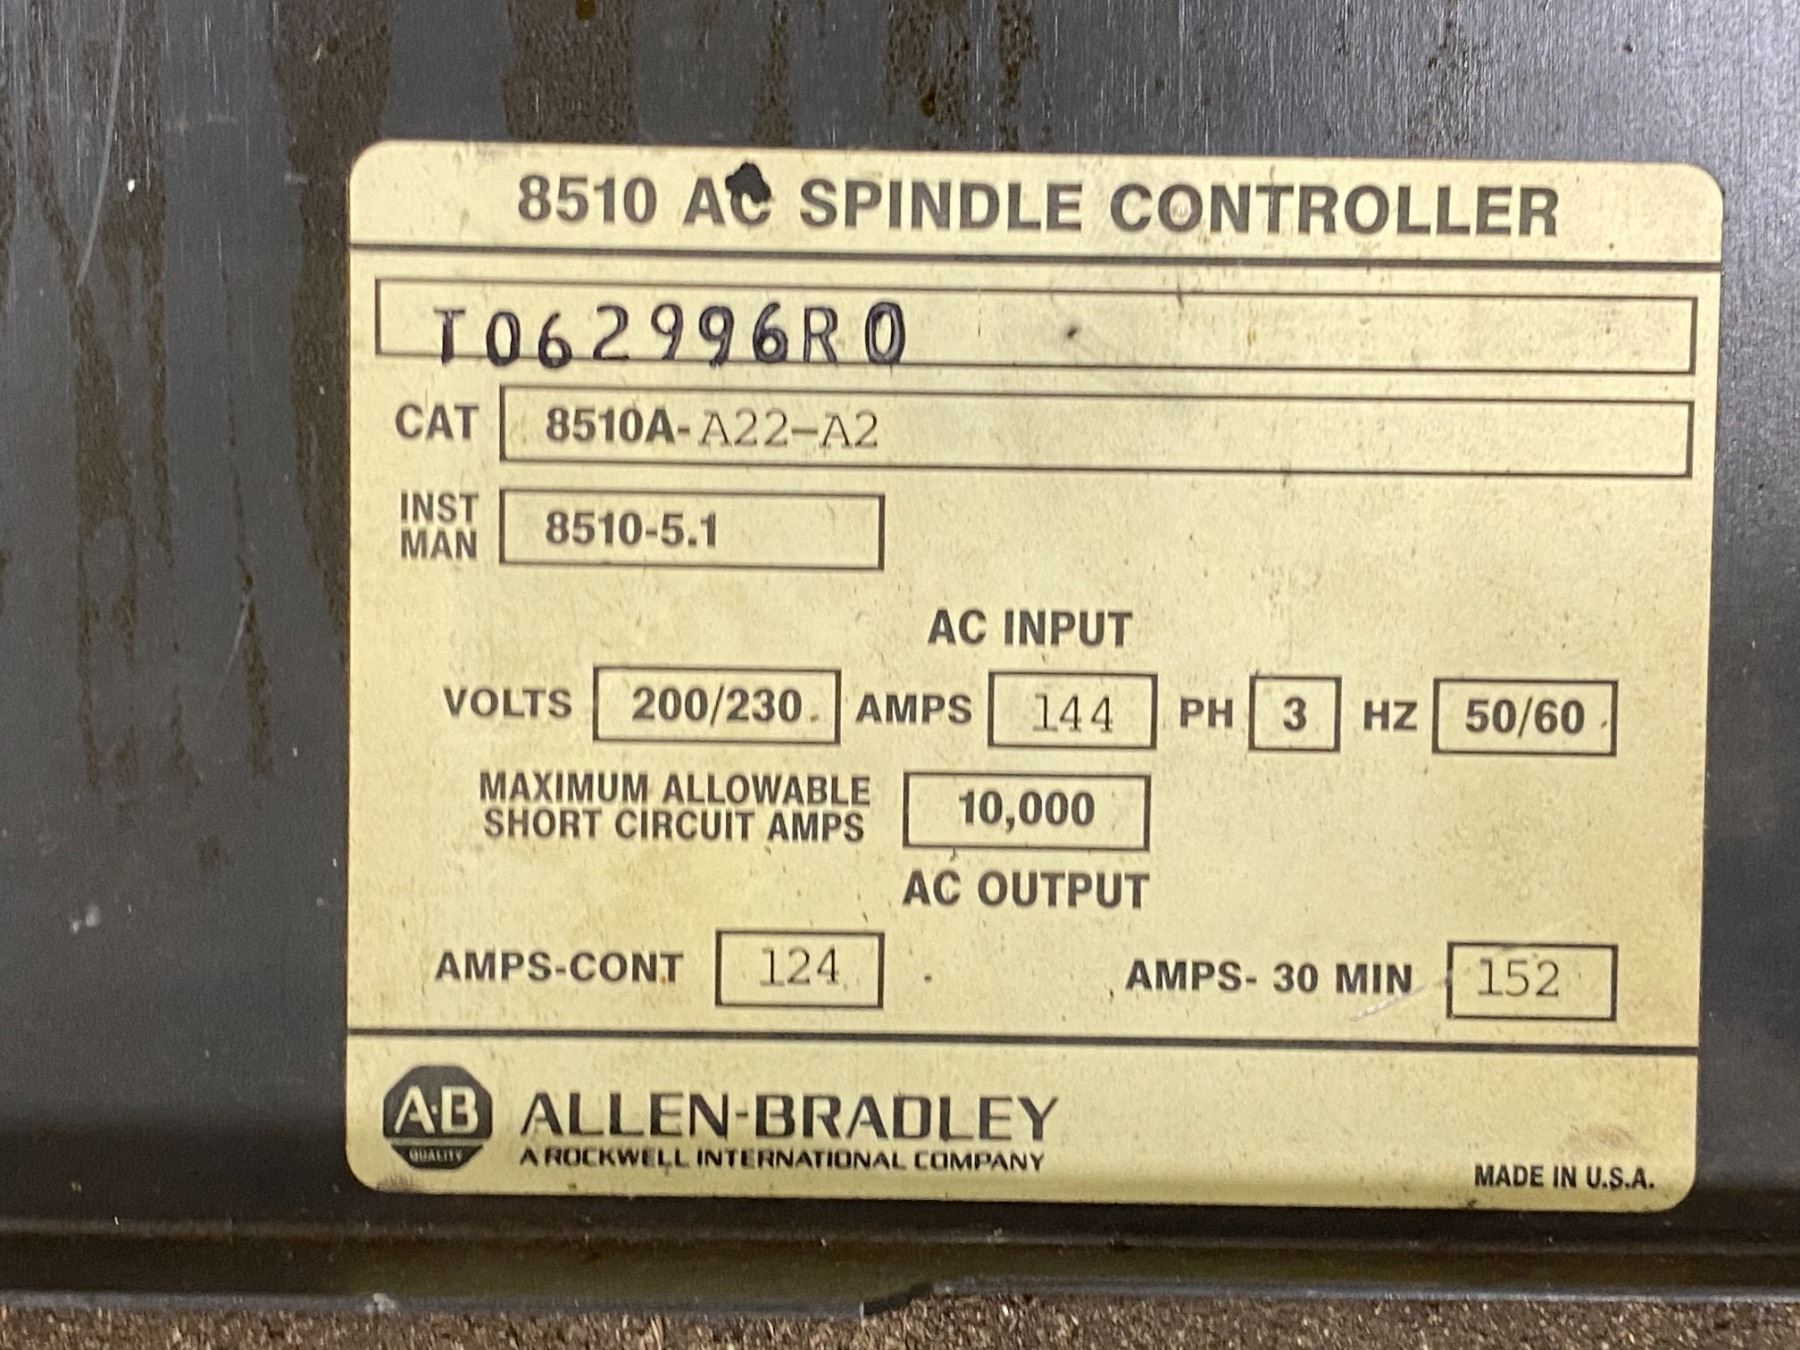 8510 AC SPINDLE CONTROLLER
T062996R0
CAT 8510A-A22-A2
INST MAN 8510-5.1
AC INPUT
VOLTS 200/230 AMPS 144 PH 3 HZ 50/60
MAXIMUM ALLOWABLE
SHORT CIRCUIT AMPS 10,000
AC OUTPUT
AMPS-CONT 124 AMPS- 30 MIN 152
A·B QUALITY
ALLEN-BRADLEY
A ROCKWELL INTERNATIONAL COMPANY
MADE IN U.S.A.